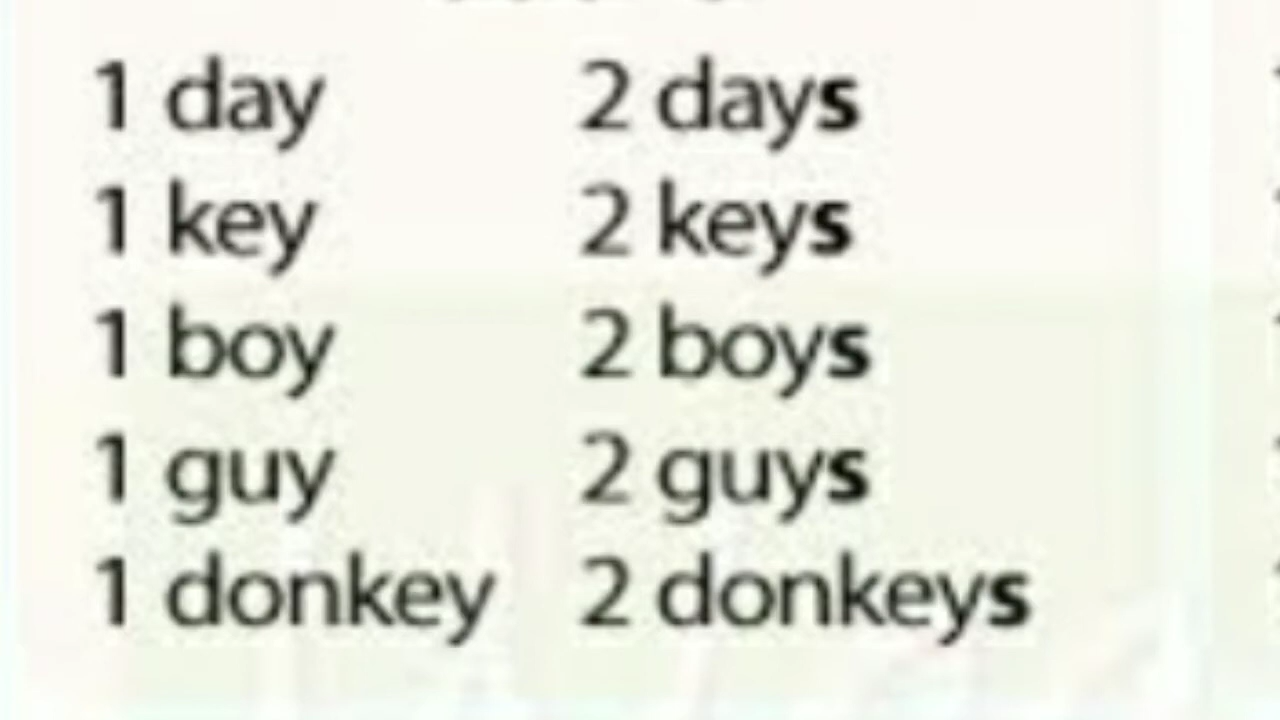 1 day 2 days
1 key 2 keys
1 boy 2 boys
1 guy 2 guys
1 donkey 2 donkeys